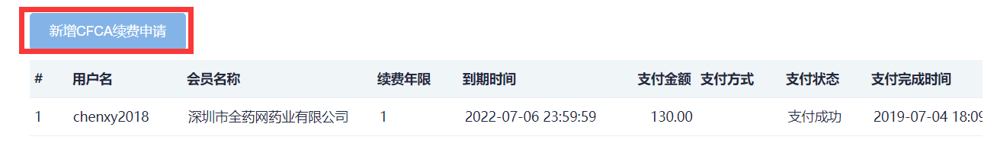 新增CFCA续费申请
# 用户名 会员名称 续费年限 到期时间 支付金额 支付方式 支付状态 支付完成时间
1 chenxy2018 深圳市全药网药业有限公司 1 2022-07-06 23:59:59 130.00 支付成功 2019-07-04 18:09